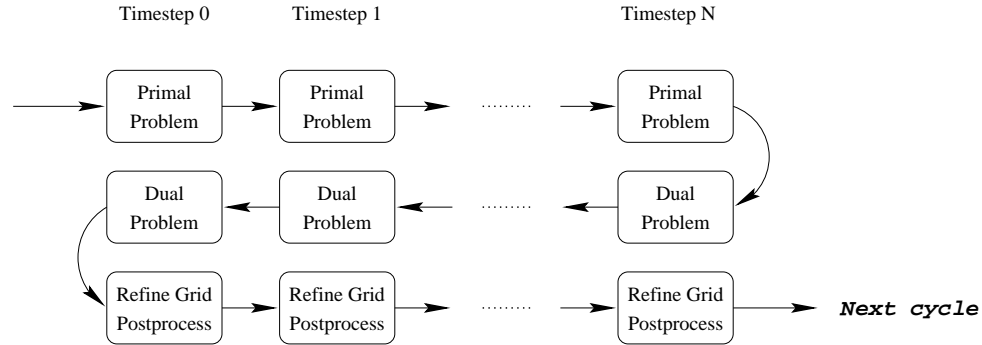 Timestep 0 Timestep 1 Timestep N
Primal Problem
Primal Problem
.........
Primal Problem
Dual Problem
Dual Problem
.........
Dual Problem
Refine Grid Postprocess
Refine Grid Postprocess
.........
Refine Grid Postprocess
Next cycle